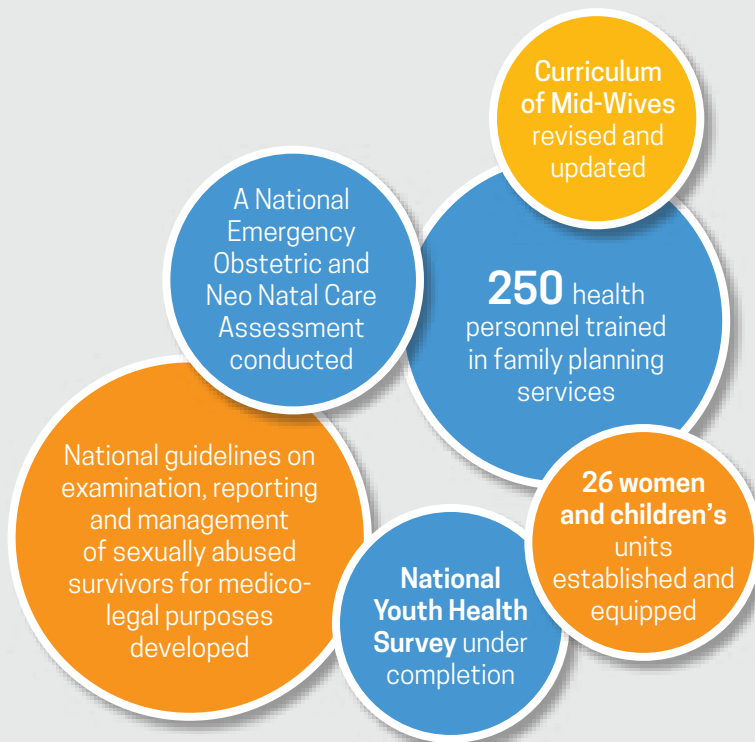 Curriculum
of Mid-Wives
revised and
updated
A National
Emergency
Obstetric and
Neo Natal Care
Assessment
conducted
250 health
personnel trained
in family planning
services
National guidelines on
examination, reporting
and management
of sexually abused
survivors for medico-
legal purposes
developed
26 women
and children’s
units
established and
equipped
National
Youth Health
Survey under
completion